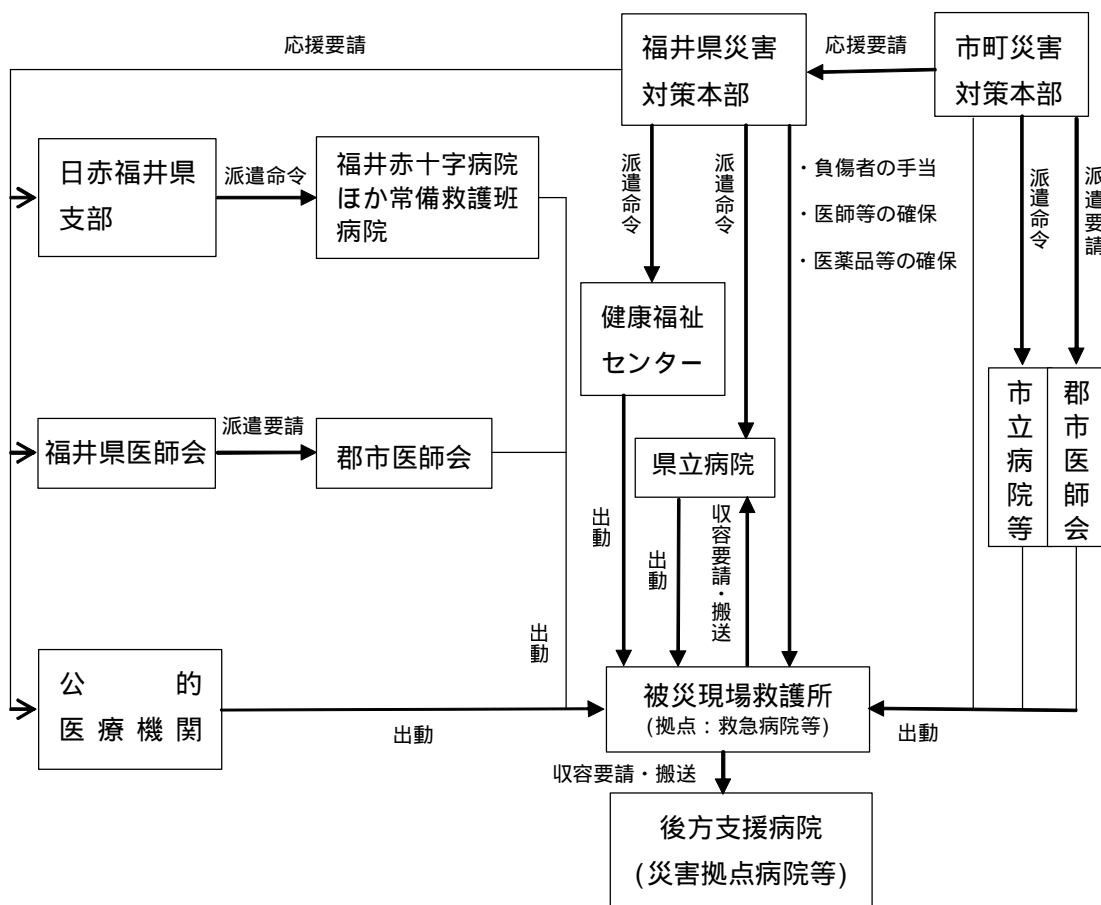 応援要請
福井県災害
対策本部
応援要請
市町災害
対策本部
日赤福井県
支部
派遣命令
福井赤十字病院
ほか常備救護班
病院
派遣命令
派遣命令
・負傷者の手当
・医師等の確保
・医薬品等の確保
派遣命令
派遣要請
健康福祉
センター
福井県医師会
派遣要請
郡市医師会
県立病院
市立病院等
郡市医師会
出動
出動
収容要請・搬送
出動
公的
医療機関
出動
被災現場救護所
(拠点：救急病院等)
出動
収容要請・搬送
後方支援病院
(災害拠点病院等)